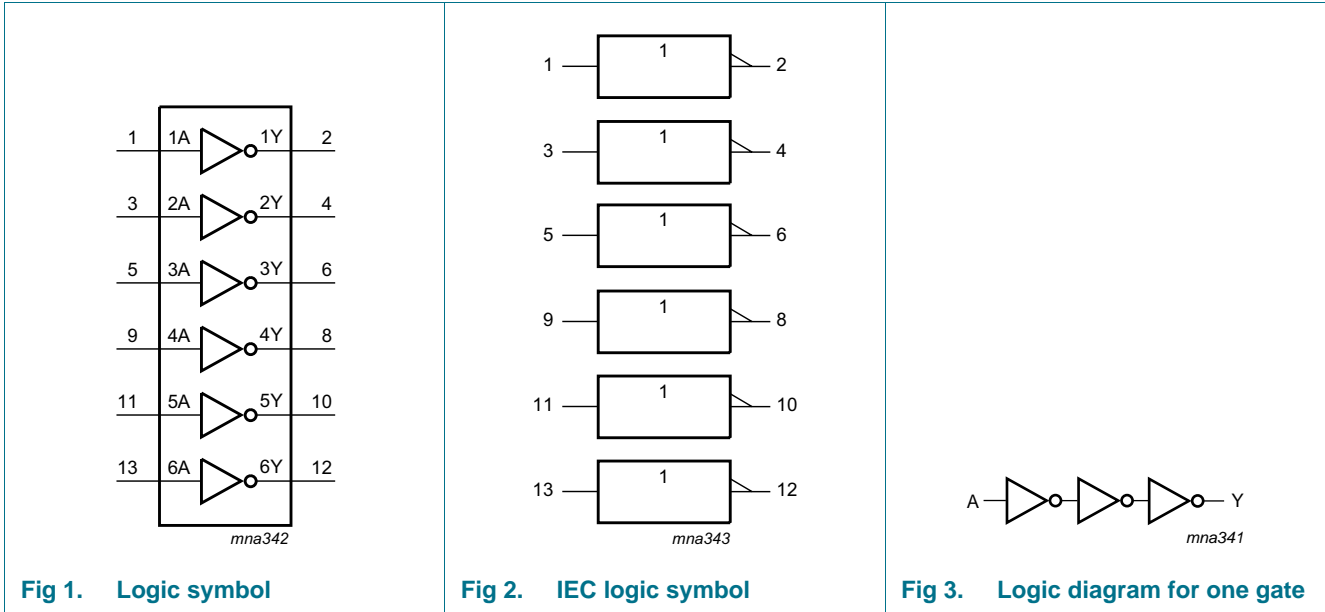 1 1A 1Y 2
3 2A 2Y 4
5 3A 3Y 6
9 4A 4Y 8
11 5A 5Y 10
13 6A 6Y 12
mna342
Fig 1. Logic symbol
1 1 2
3 1 4
5 1 6
9 1 8
11 1 10
13 1 12
mna343
Fig 2. IEC logic symbol
A Y
mna341
Fig 3. Logic diagram for one gate